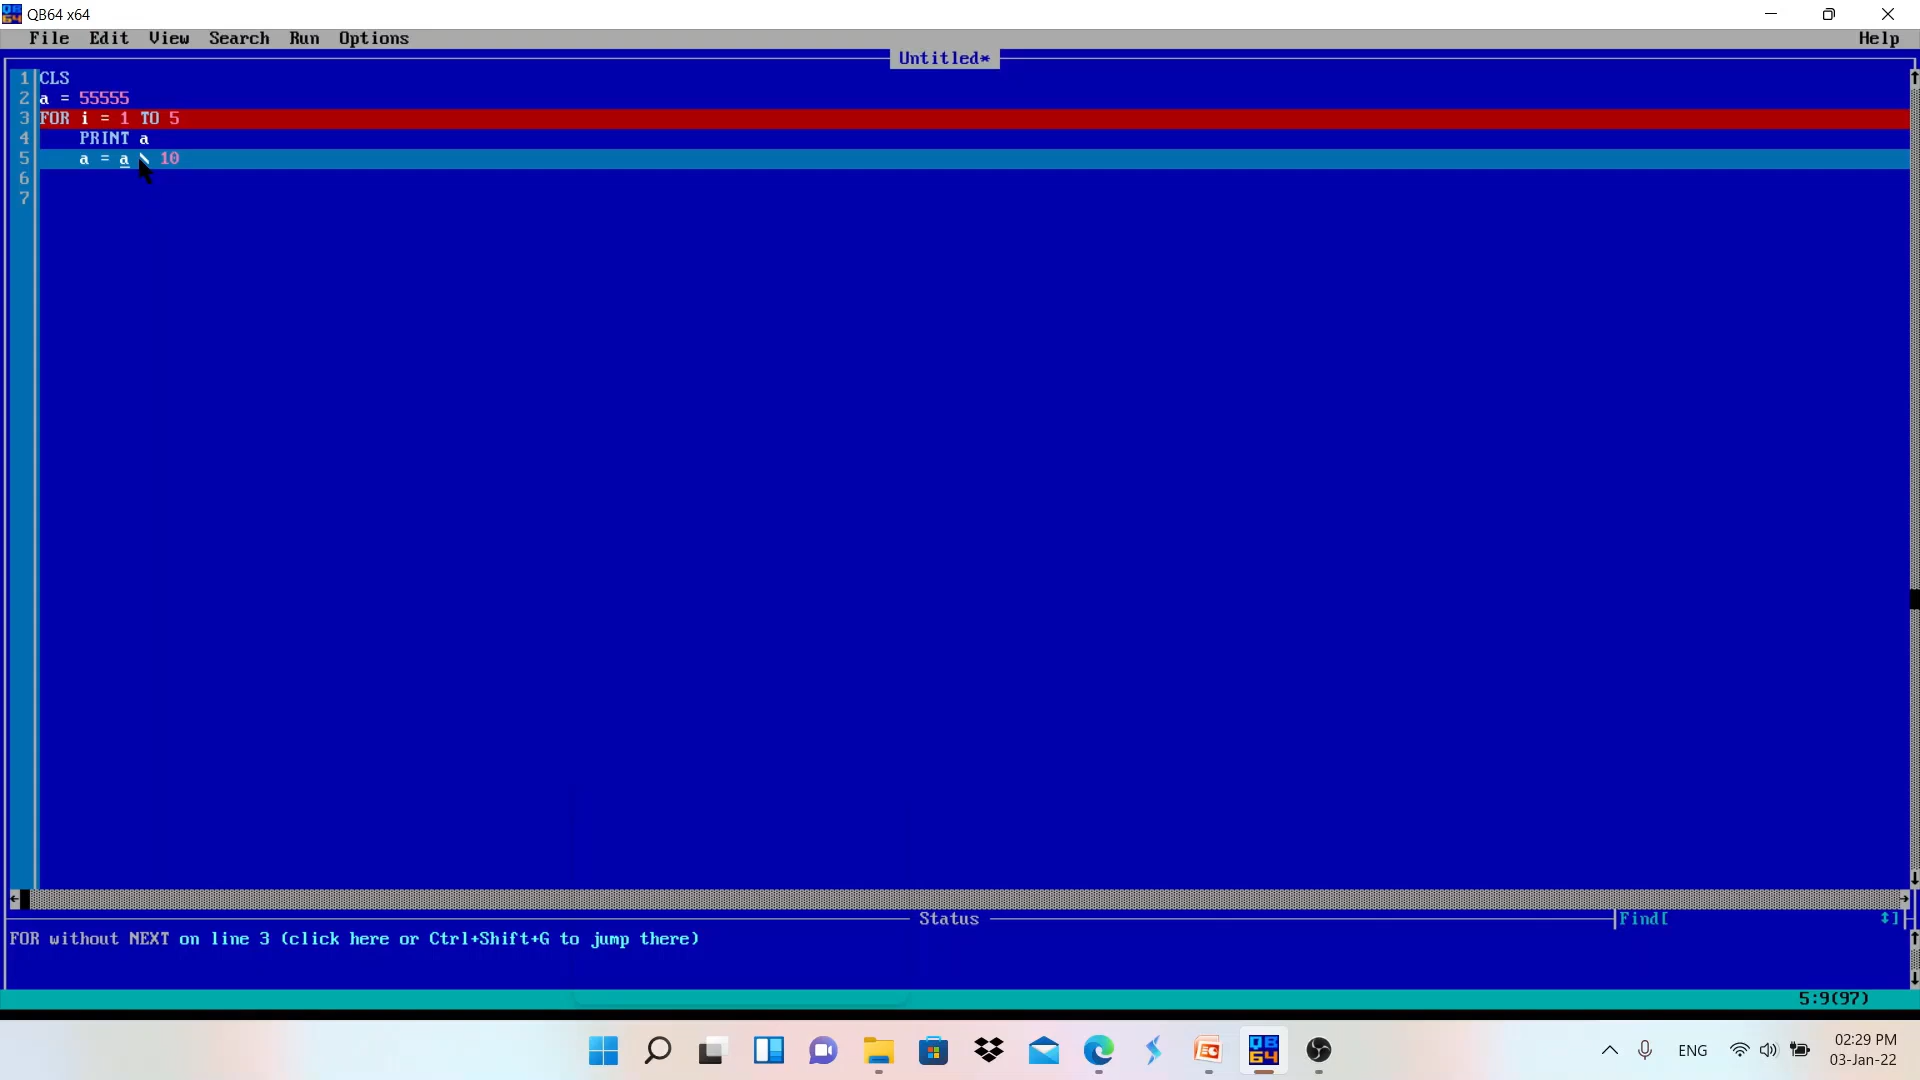 QB64 x64
File Edit View Search Run Options Help
Untitled*
1 CLS
2 a = 55555
3 FOR i = 1 TO 5
4 PRINT a
5 a = a \ 10
6
7
Status
Find[ ]
FOR without NEXT on line 3 (click here or Ctrl+Shift+G to jump there)
5:9(97)
ENG
02:29 PM
03-Jan-22